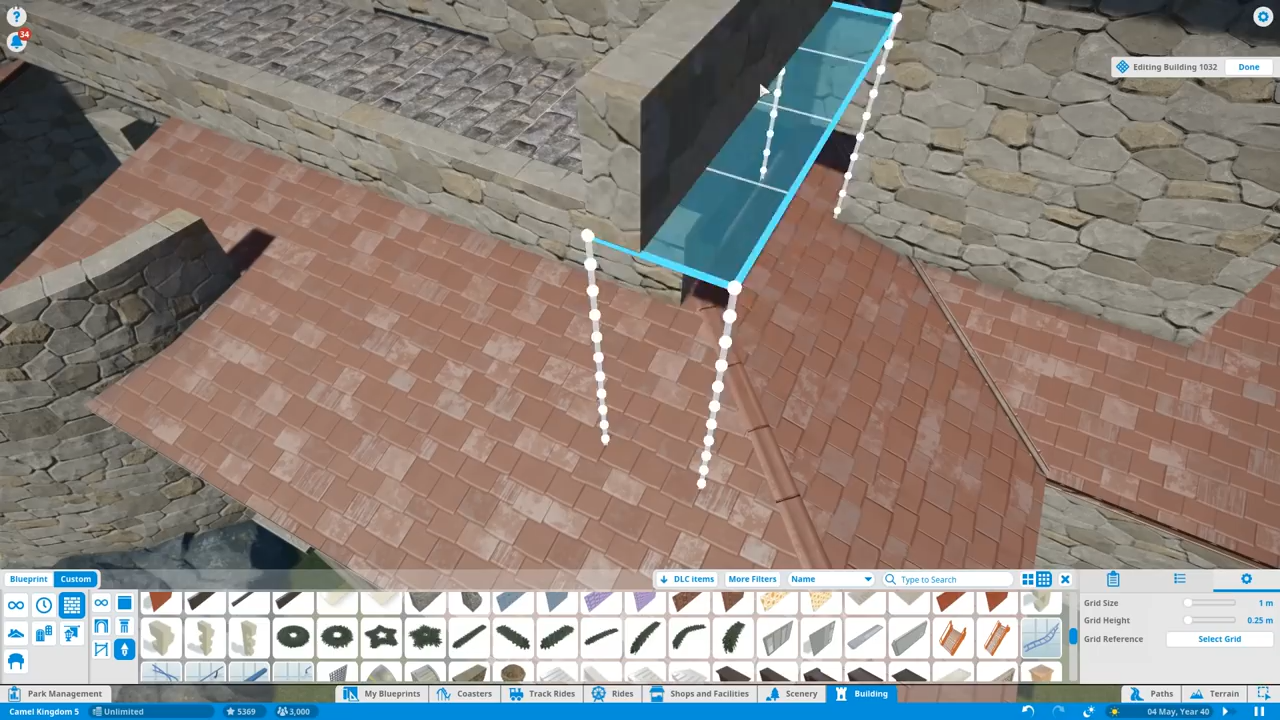 ?
34
Editing Building 1032 Done
Blueprint Custom
DLC items More Filters Name Type to Search
Grid Size 1 m
Grid Height 0.25 m
Grid Reference Select Grid
Park Management My Blueprints Coasters Track Rides Rides Shops and Facilities Scenery Building Paths Terrain
Camel Kingdom 5 Unlimited 5369 3,000 04 May, Year 40